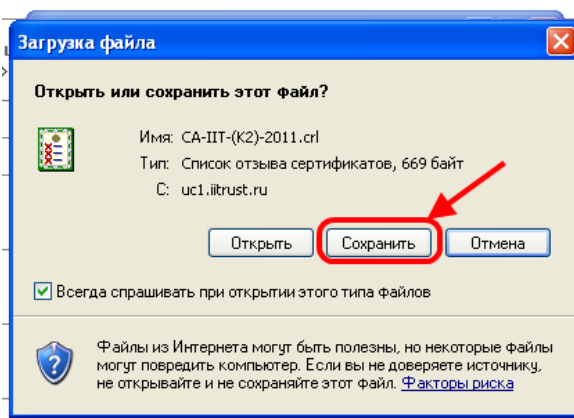 Загрузка файла
Открыть или сохранить этот файл?
Имя: CA-IIT-(K2)-2011.crl
Тип: Список отзыва сертификатов, 669 байт
С: uc1.iitrust.ru
Открыть Сохранить Отмена
Всегда спрашивать при открытии этого типа файлов
Файлы из Интернета могут быть полезны, но некоторые файлы
могут повредить компьютер. Если вы не доверяете источнику,
не открывайте и не сохраняйте этот файл. Факторы риска